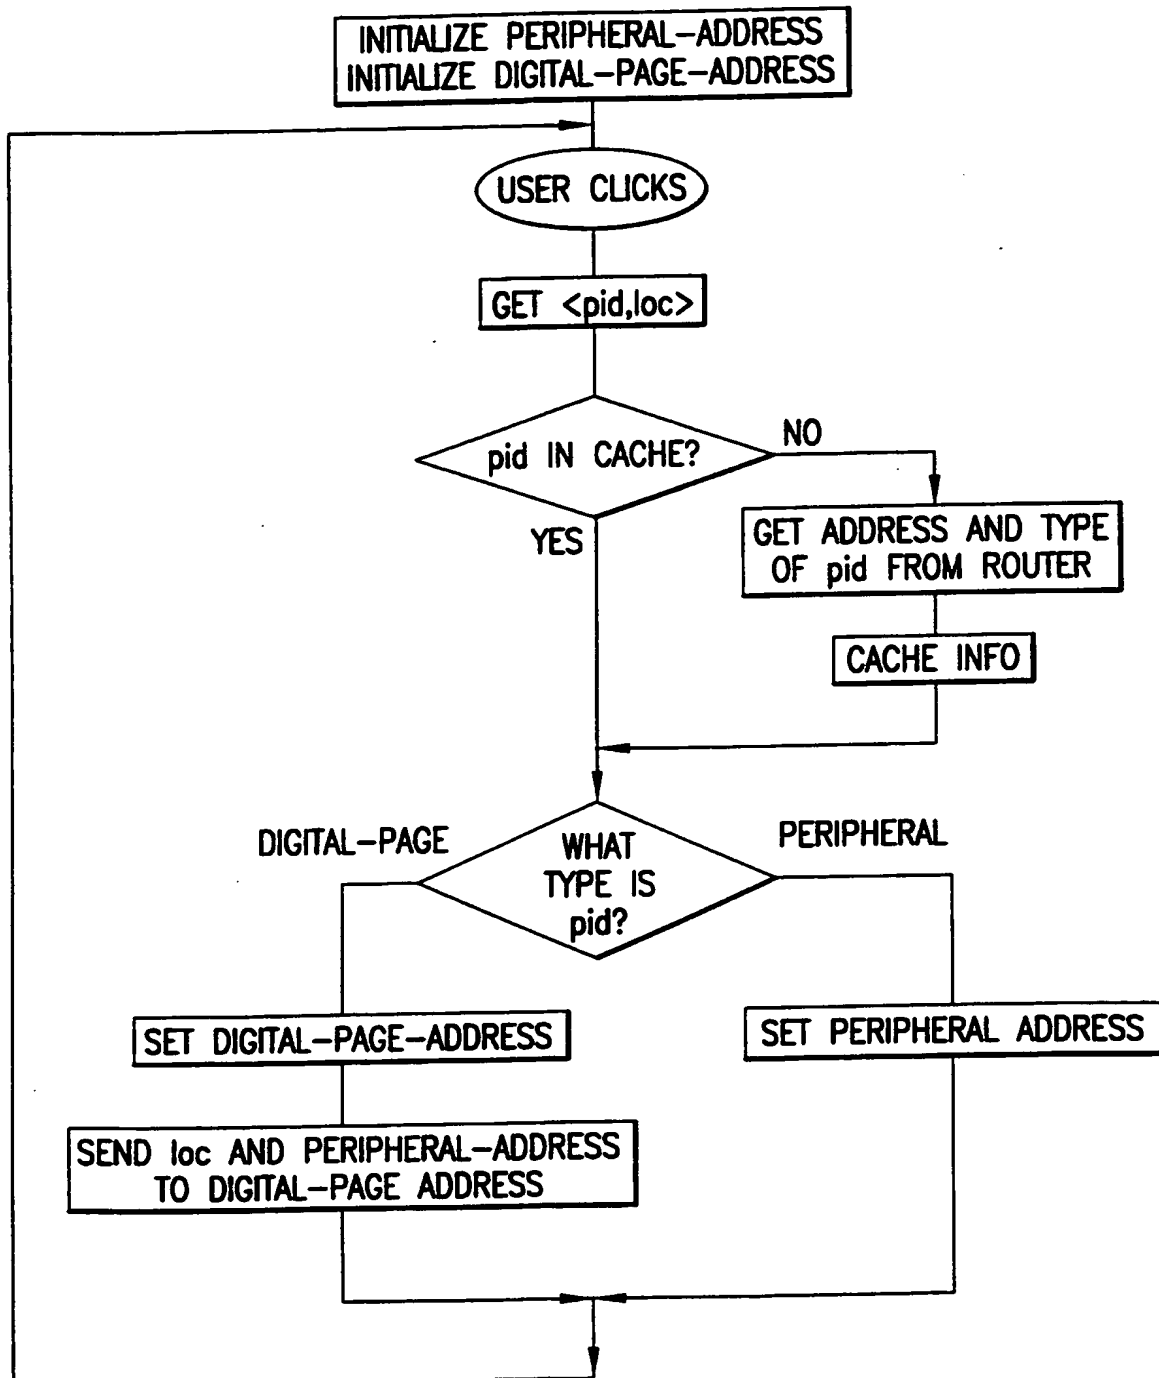 INITIALIZE PERIPHERAL-ADDRESS
INITIALIZE DIGITAL-PAGE-ADDRESS
USER CLICKS
GET <pid,loc>
pid IN CACHE?
NO
YES
GET ADDRESS AND TYPE
OF pid FROM ROUTER
CACHE INFO
DIGITAL-PAGE
WHAT
TYPE IS
pid?
PERIPHERAL
SET DIGITAL-PAGE-ADDRESS
SET PERIPHERAL ADDRESS
SEND loc AND PERIPHERAL-ADDRESS
TO DIGITAL-PAGE ADDRESS